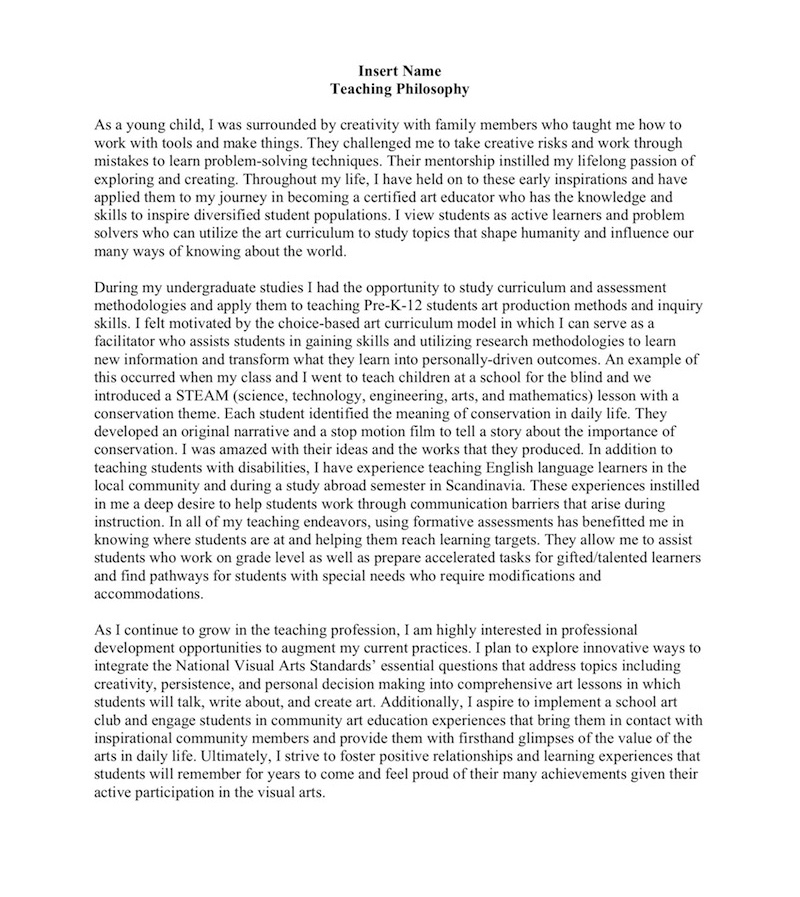 Insert Name
Teaching Philosophy
As a young child, I was surrounded by creativity with family members who taught me how to
work with tools and make things. They challenged me to take creative risks and work through
mistakes to learn problem-solving techniques. Their mentorship instilled my lifelong passion of
exploring and creating. Throughout my life, I have held on to these early inspirations and have
applied them to my journey in becoming a certified art educator who has the knowledge and
skills to inspire diversified student populations. I view students as active learners and problem
solvers who can utilize the art curriculum to study topics that shape humanity and influence our
many ways of knowing about the world.
During my undergraduate studies I had the opportunity to study curriculum and assessment
methodologies and apply them to teaching Pre-K-12 students art production methods and inquiry
skills. I felt motivated by the choice-based art curriculum model in which I can serve as a
facilitator who assists students in gaining skills and utilizing research methodologies to learn
new information and transform what they learn into personally-driven outcomes. An example of
this occurred when my class and I went to teach children at a school for the blind and we
introduced a STEAM (science, technology, engineering, arts, and mathematics) lesson with a
conservation theme. Each student identified the meaning of conservation in daily life. They
developed an original narrative and a stop motion film to tell a story about the importance of
conservation. I was amazed with their ideas and the works that they produced. In addition to
teaching students with disabilities, I have experience teaching English language learners in the
local community and during a study abroad semester in Scandinavia. These experiences instilled
in me a deep desire to help students work through communication barriers that arise during
instruction. In all of my teaching endeavors, using formative assessments has benefitted me in
knowing where students are at and helping them reach learning targets. They allow me to assist
students who work on grade level as well as prepare accelerated tasks for gifted/talented learners
and find pathways for students with special needs who require modifications and
accommodations.
As I continue to grow in the teaching profession, I am highly interested in professional
development opportunities to augment my current practices. I plan to explore innovative ways to
integrate the National Visual Arts Standards’ essential questions that address topics including
creativity, persistence, and personal decision making into comprehensive art lessons in which
students will talk, write about, and create art. Additionally, I aspire to implement a school art
club and engage students in community art education experiences that bring them in contact with
inspirational community members and provide them with firsthand glimpses of the value of the
arts in daily life. Ultimately, I strive to foster positive relationships and learning experiences that
students will remember for years to come and feel proud of their many achievements given their
active participation in the visual arts.